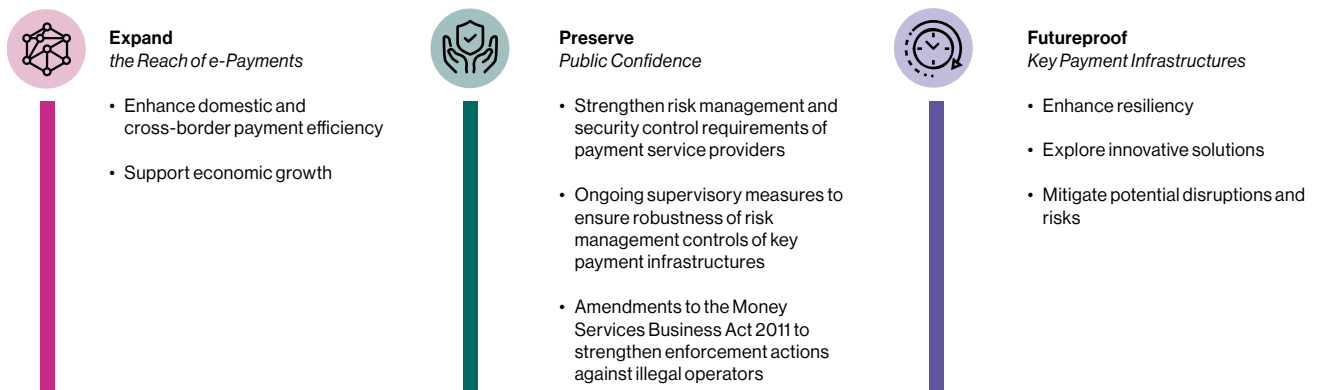 Expand
the Reach of e-Payments
• Enhance domestic and
cross-border payment efficiency
• Support economic growth
Preserve
Public Confidence
• Strengthen risk management and
security control requirements of
payment service providers
• Ongoing supervisory measures to
ensure robustness of risk
management controls of key
payment infrastructures
• Amendments to the Money
Services Business Act 2011 to
strengthen enforcement actions
against illegal operators
Futureproof
Key Payment Infrastructures
• Enhance resiliency
• Explore innovative solutions
• Mitigate potential disruptions and
risks